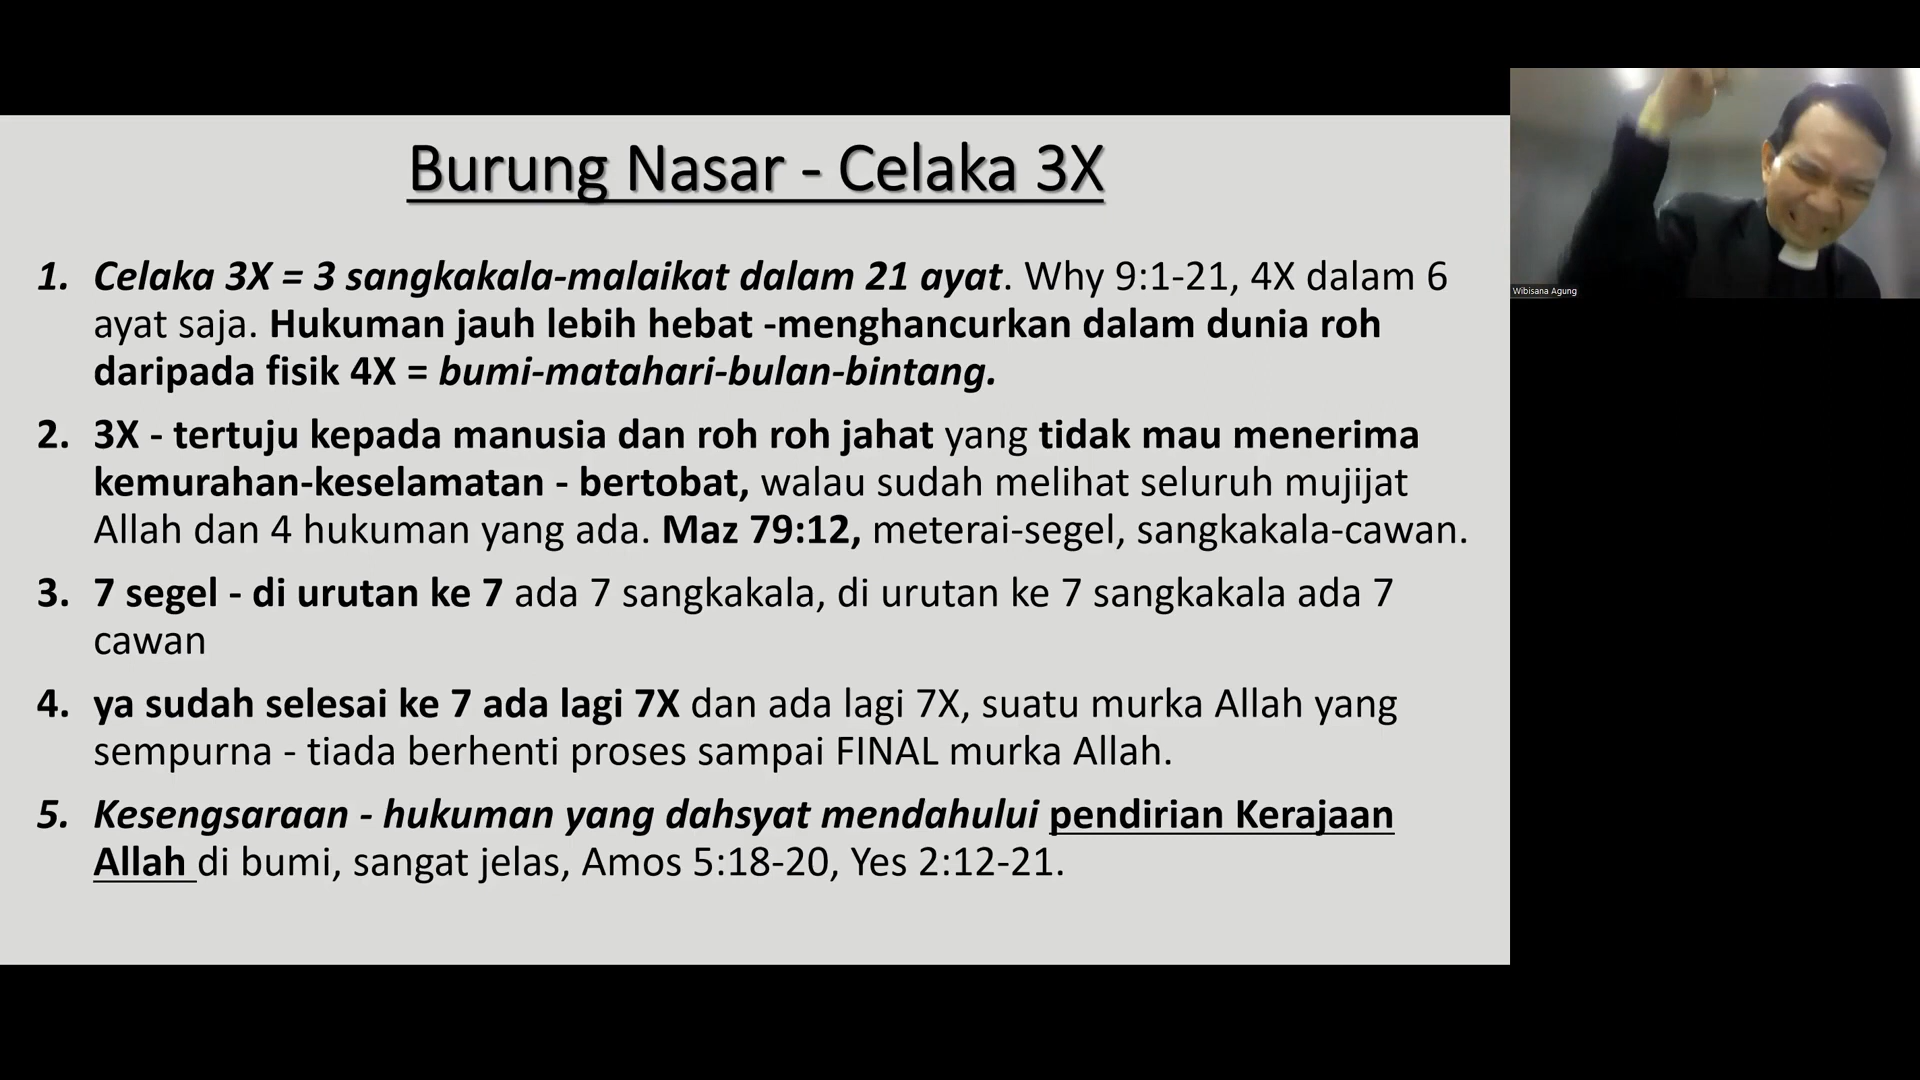 Burung Nasar - Celaka 3X
1. Celaka 3X = 3 sangkakala-malaikat dalam 21 ayat. Why 9:1-21, 4X dalam 6
ayat saja. Hukuman jauh lebih hebat -menghancurkan dalam dunia roh
daripada fisik 4X = bumi-matahari-bulan-bintang.
2. 3X - tertuju kepada manusia dan roh roh jahat yang tidak mau menerima
kemurahan-keselamatan - bertobat, walau sudah melihat seluruh mujijat
Allah dan 4 hukuman yang ada. Maz 79:12, meterai-segel, sangkakala-cawan.
3. 7 segel - di urutan ke 7 ada 7 sangkakala, di urutan ke 7 sangkakala ada 7
cawan
4. ya sudah selesai ke 7 ada lagi 7X dan ada lagi 7X, suatu murka Allah yang
sempurna - tiada berhenti proses sampai FINAL murka Allah.
5. Kesengsaraan - hukuman yang dahsyat mendahului pendirian Kerajaan
Allah di bumi, sangat jelas, Amos 5:18-20, Yes 2:12-21.
Wibisana Agung